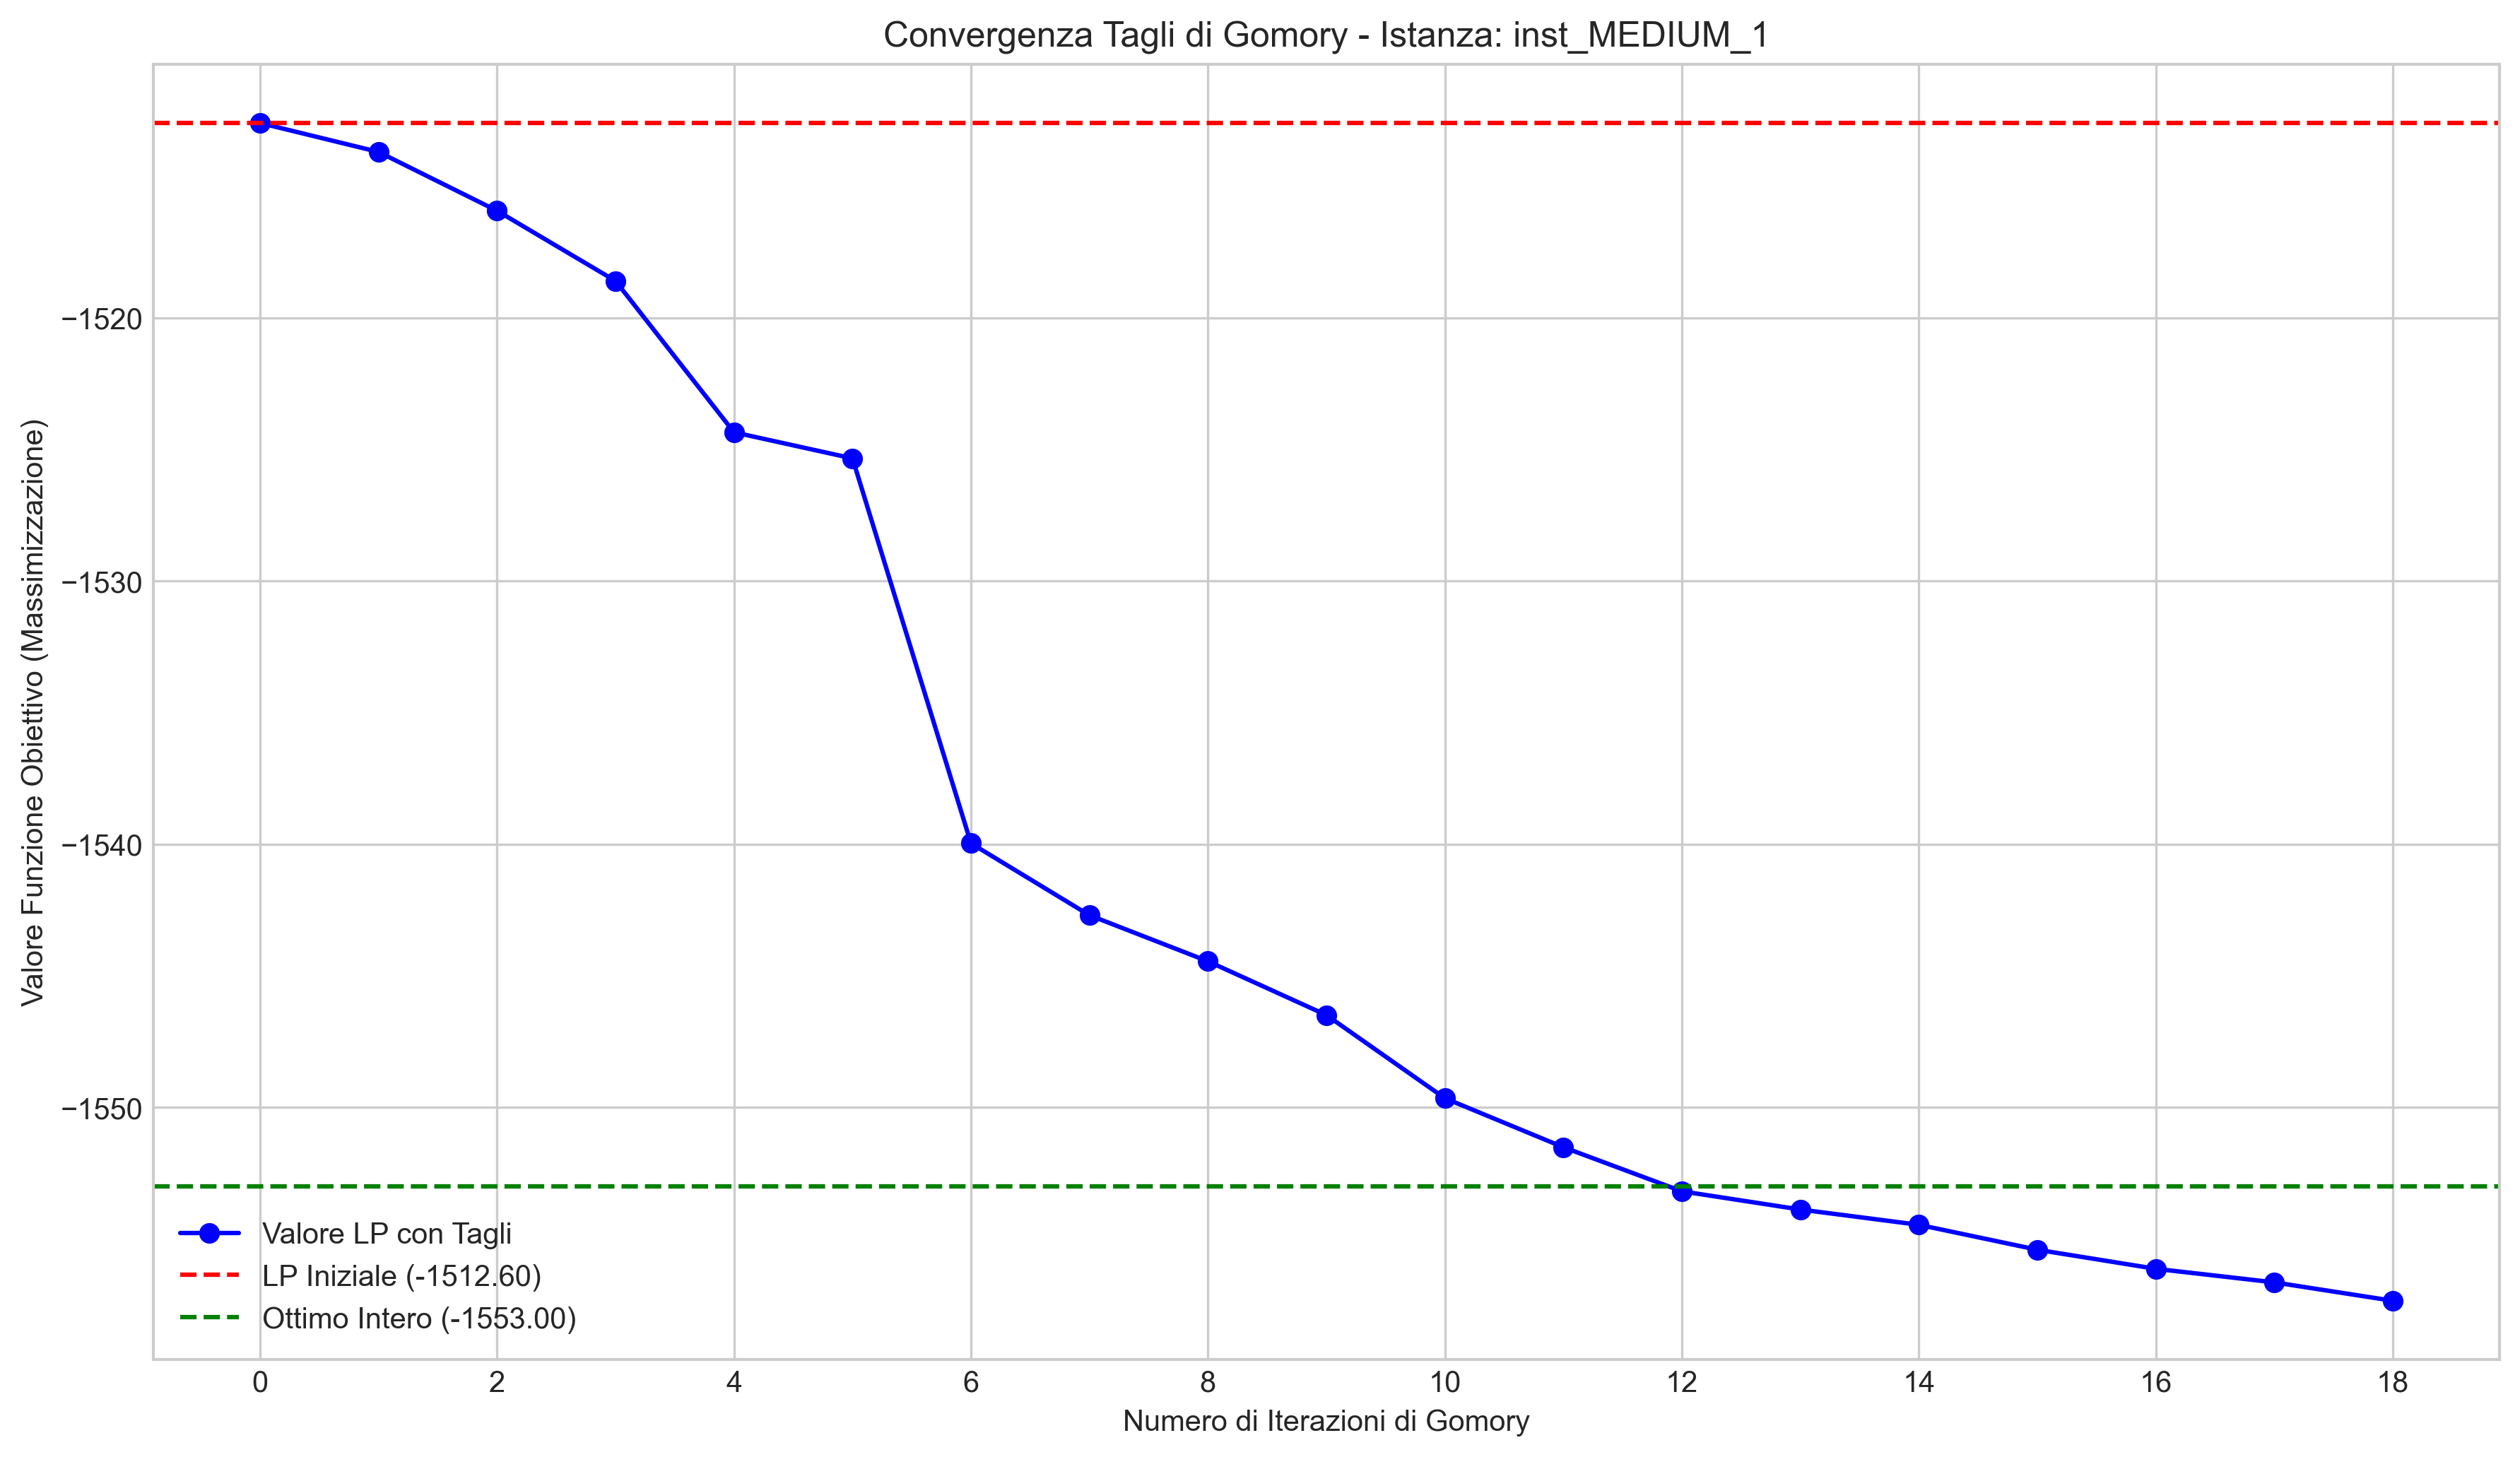 Convergenza Tagli di Gomory - Istanza: inst_MEDIUM_1
Valore Funzione Obiettivo (Massimizzazione)
−1520
−1530
−1540
−1550
Valore LP con Tagli
LP Iniziale (-1512.60)
Ottimo Intero (-1553.00)
0 2 4 6 8 10 12 14 16 18
Numero di Iterazioni di Gomory